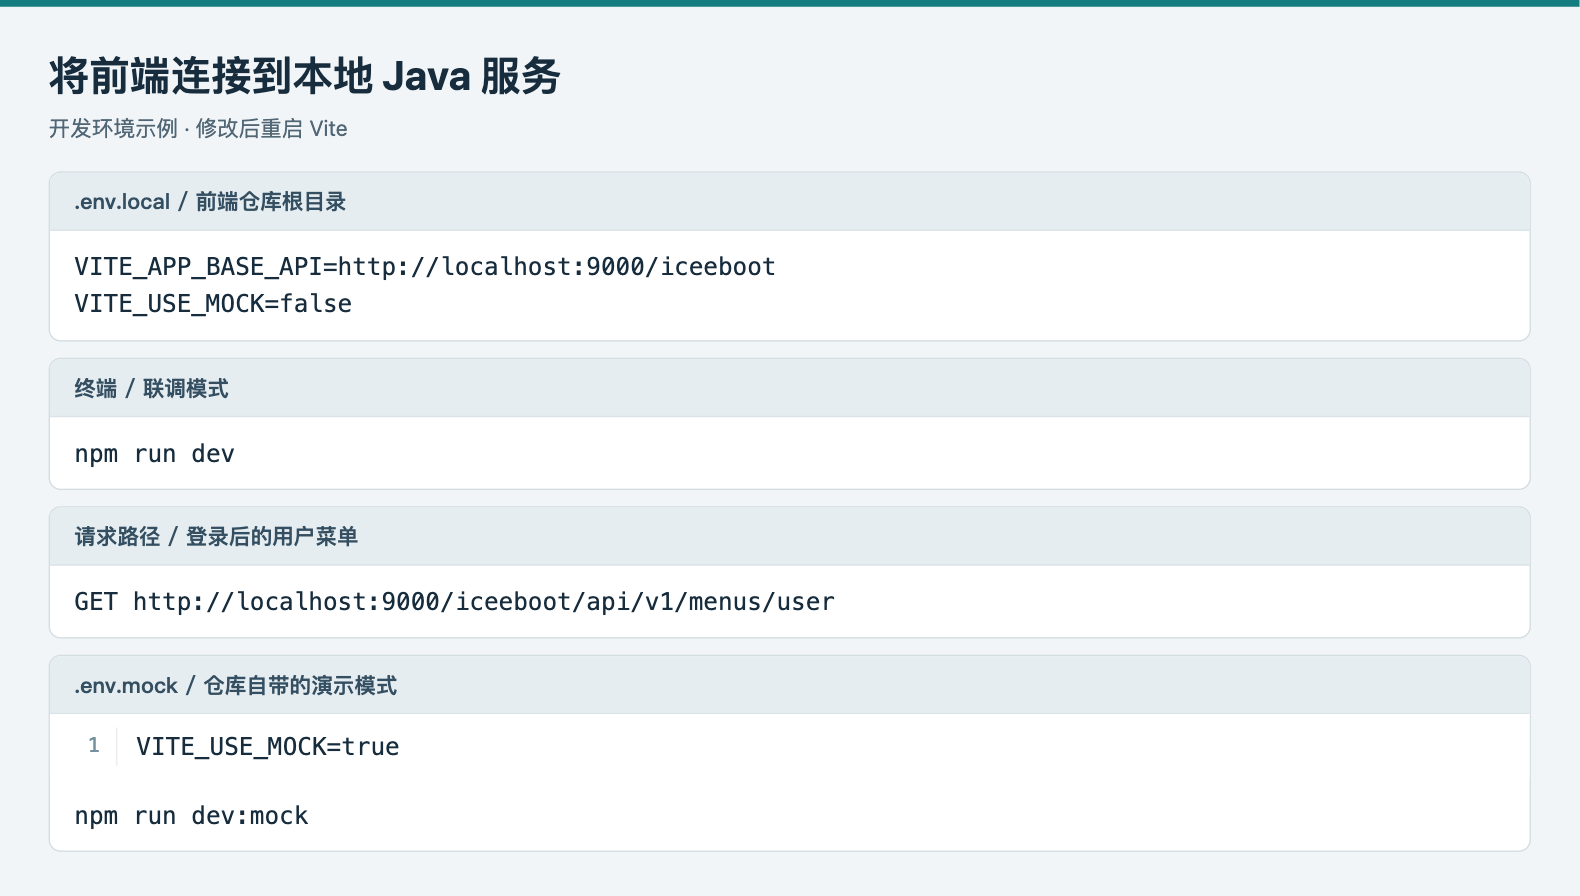 将前端连接到本地 Java 服务
开发环境示例 · 修改后重启 Vite
.env.local / 前端仓库根目录
VITE_APP_BASE_API=http://localhost:9000/iceeboot
VITE_USE_MOCK=false
终端 / 联调模式
npm run dev
请求路径 / 登录后的用户菜单
GET http://localhost:9000/iceeboot/api/v1/menus/user
.env.mock / 仓库自带的演示模式
1 VITE_USE_MOCK=true
npm run dev:mock